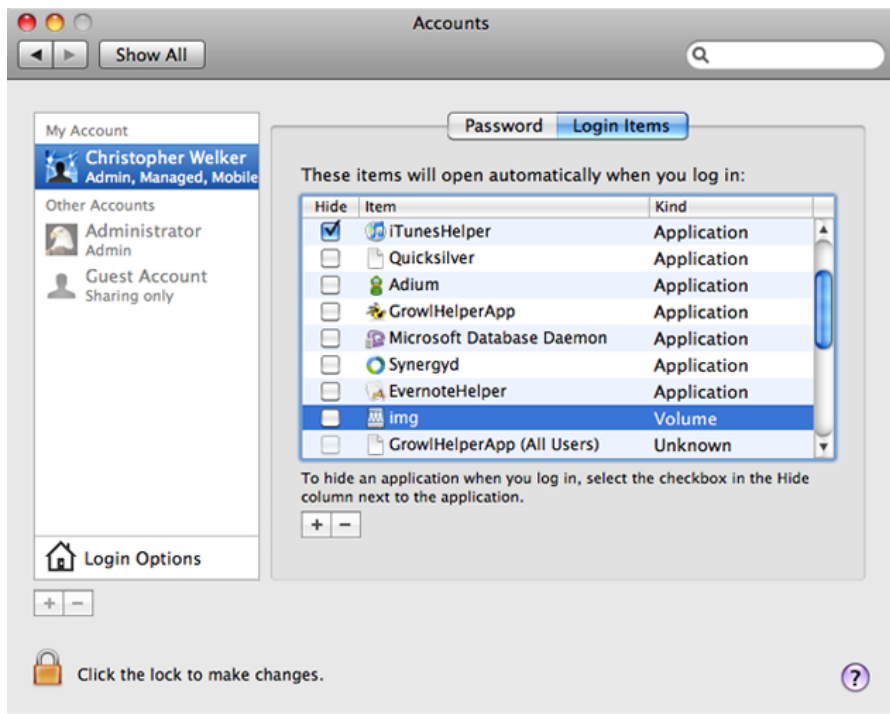 Accounts
Show All
My Account
Christopher Welker
Admin, Managed, Mobile
Other Accounts
Administrator
Admin
Guest Account
Sharing only
Login Options
Password Login Items
These items will open automatically when you log in:
Hide Item Kind
iTunesHelper Application
Quicksilver Application
Adium Application
GrowlHelperApp Application
Microsoft Database Daemon Application
Synergyd Application
EvernoteHelper Application
img Volume
GrowlHelperApp (All Users) Unknown
To hide an application when you log in, select the checkbox in the Hide
column next to the application.
+ −
+ −
Click the lock to make changes.
?